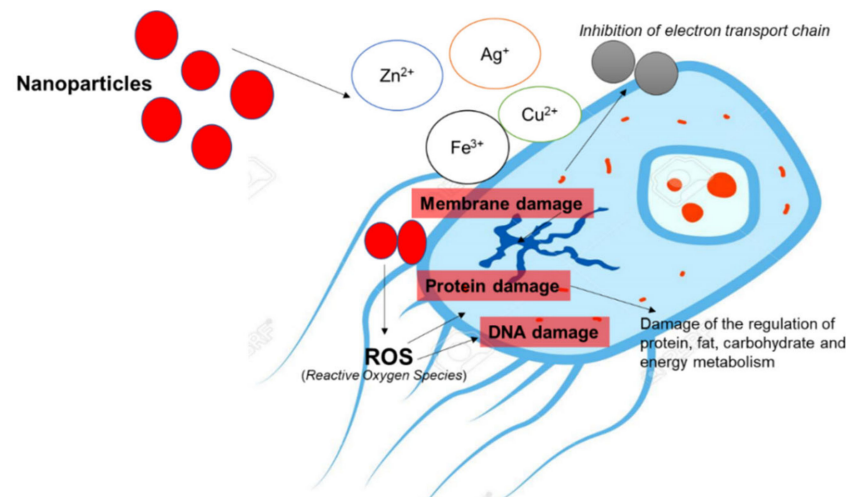 Inhibition of electron transport chain
Nanoparticles
Zn²⁺
Ag⁺
Cu²⁺
Fe³⁺
Membrane damage
Protein damage
DNA damage
ROS
(Reactive Oxygen Species)
Damage of the regulation of
protein, fat, carbohydrate and
energy metabolism